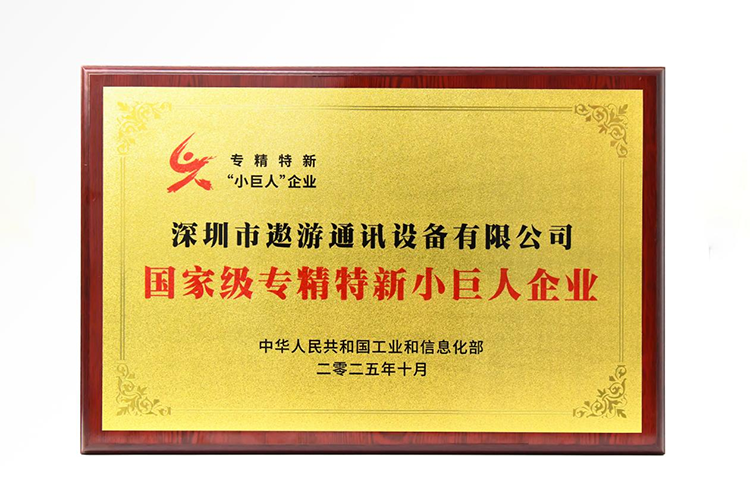 专精特新
“小巨人”企业
深圳市遨游通讯设备有限公司
国家级专精特新小巨人企业
中华人民共和国工业和信息化部
二零二五年十月